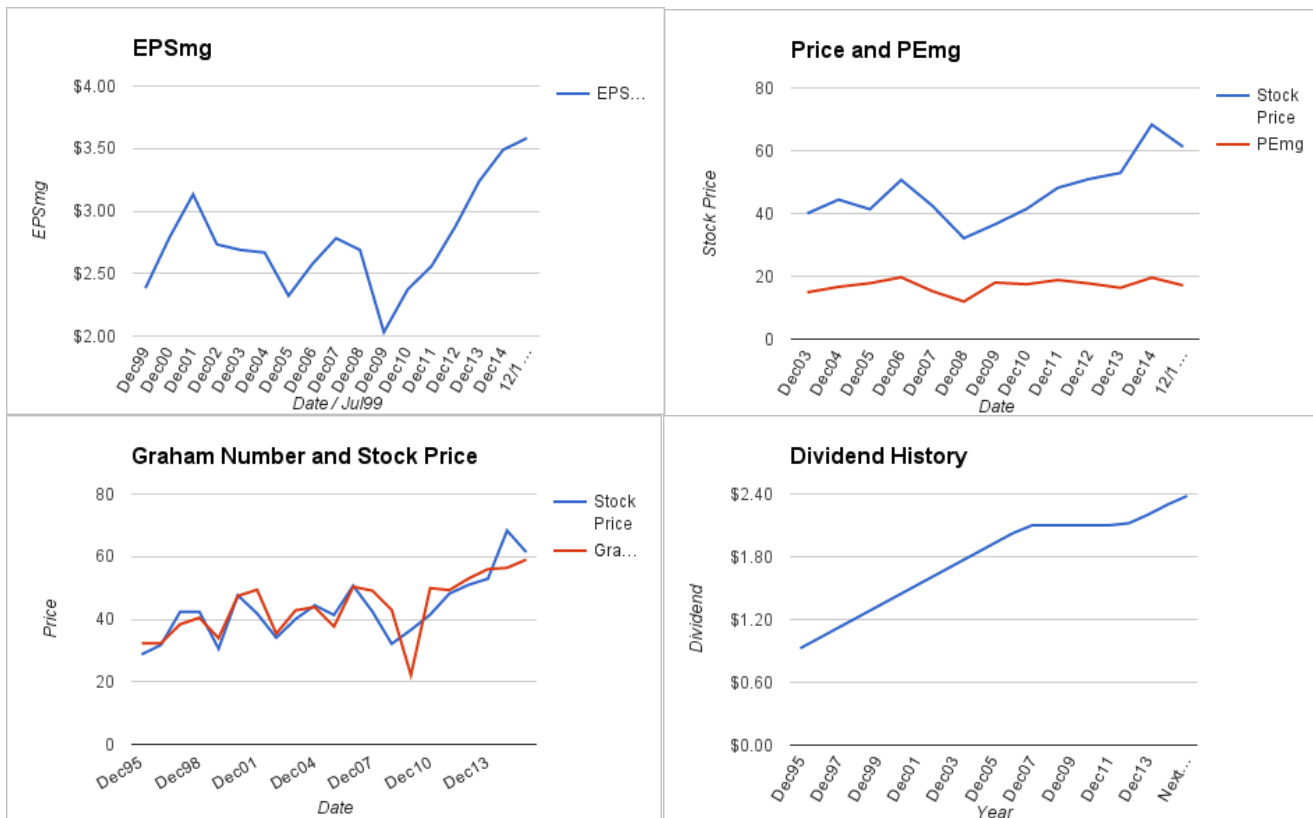 EPSmg
$4.00
$3.50
$3.00
$2.50
$2.00
EPSmg
Dec99
Dec00
Dec01
Dec02
Dec03
Dec04
Dec05
Dec06
Dec07
Dec08
Dec09
Dec10
Dec11
Dec12
Dec13
Dec14
12/1 ...
Date / Jul99
EPS...
Price and PEmg
80
60
40
20
0
Stock Price
Dec03
Dec04
Dec05
Dec06
Dec07
Dec08
Dec09
Dec10
Dec11
Dec12
Dec13
Dec14
12/1 ...
Date
Stock
Price
PEmg
Graham Number and Stock Price
80
60
40
20
0
Price
Dec95
Dec98
Dec01
Dec04
Dec07
Dec10
Dec13
Date
Stock
Price
Gra...
Dividend History
$2.40
$1.80
$1.20
$0.60
$0.00
Dividend
Dec95
Dec97
Dec99
Dec01
Dec03
Dec05
Dec07
Dec09
Dec11
Dec13
Next...
Year